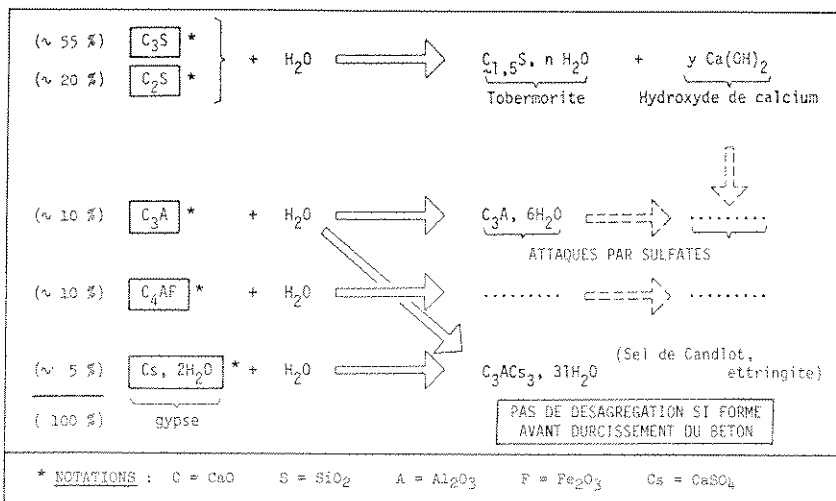 (~ 55 %) C₃S *
+ H₂O C₁,₅S, n H₂O + y Ca(OH)₂
(~ 20 %) C₂S *
Tobermorite Hydroxyde de calcium
(~ 10 %) C₃A * + H₂O C₃A, 6H₂O .........
ATTAQUES PAR SULFATES
(~ 10 %) C₄AF * + H₂O ......... .........
(~ 5 %) Cs, 2H₂O * + H₂O C₃ACs₃, 31H₂O (Sel de Candlot,
ettringite)
( 100 %) gypse
PAS DE DESAGREGATION SI FORME
AVANT DURCISSEMENT DU BETON
* NOTATIONS : C = CaO S = SiO₂ A = Al₂O₃ F = Fe₂O₃ Cs = CaSO₄